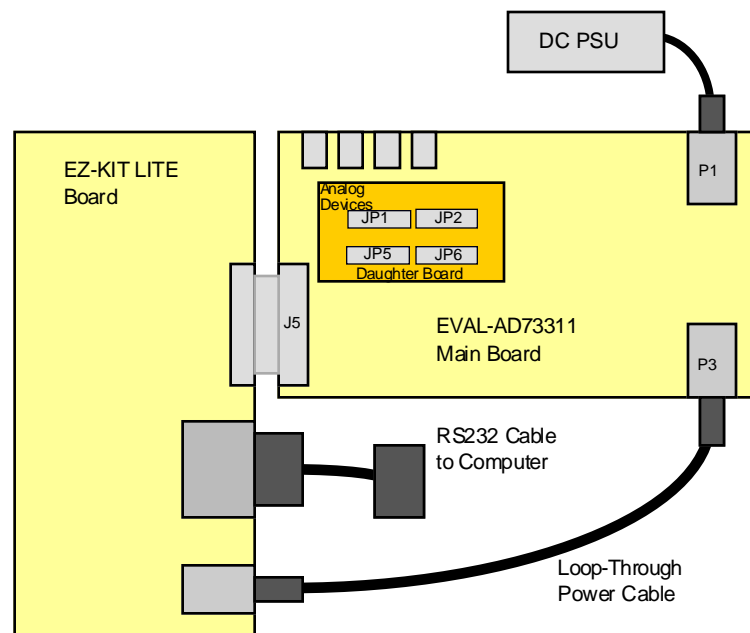 DC PSU
EZ-KIT LITE
Board
P1
Analog
Devices
JP1
JP2
JP5
JP6
Daughter Board
J5
EVAL-AD73311
Main Board
P3
RS232 Cable
to Computer
Loop-Through
Power Cable